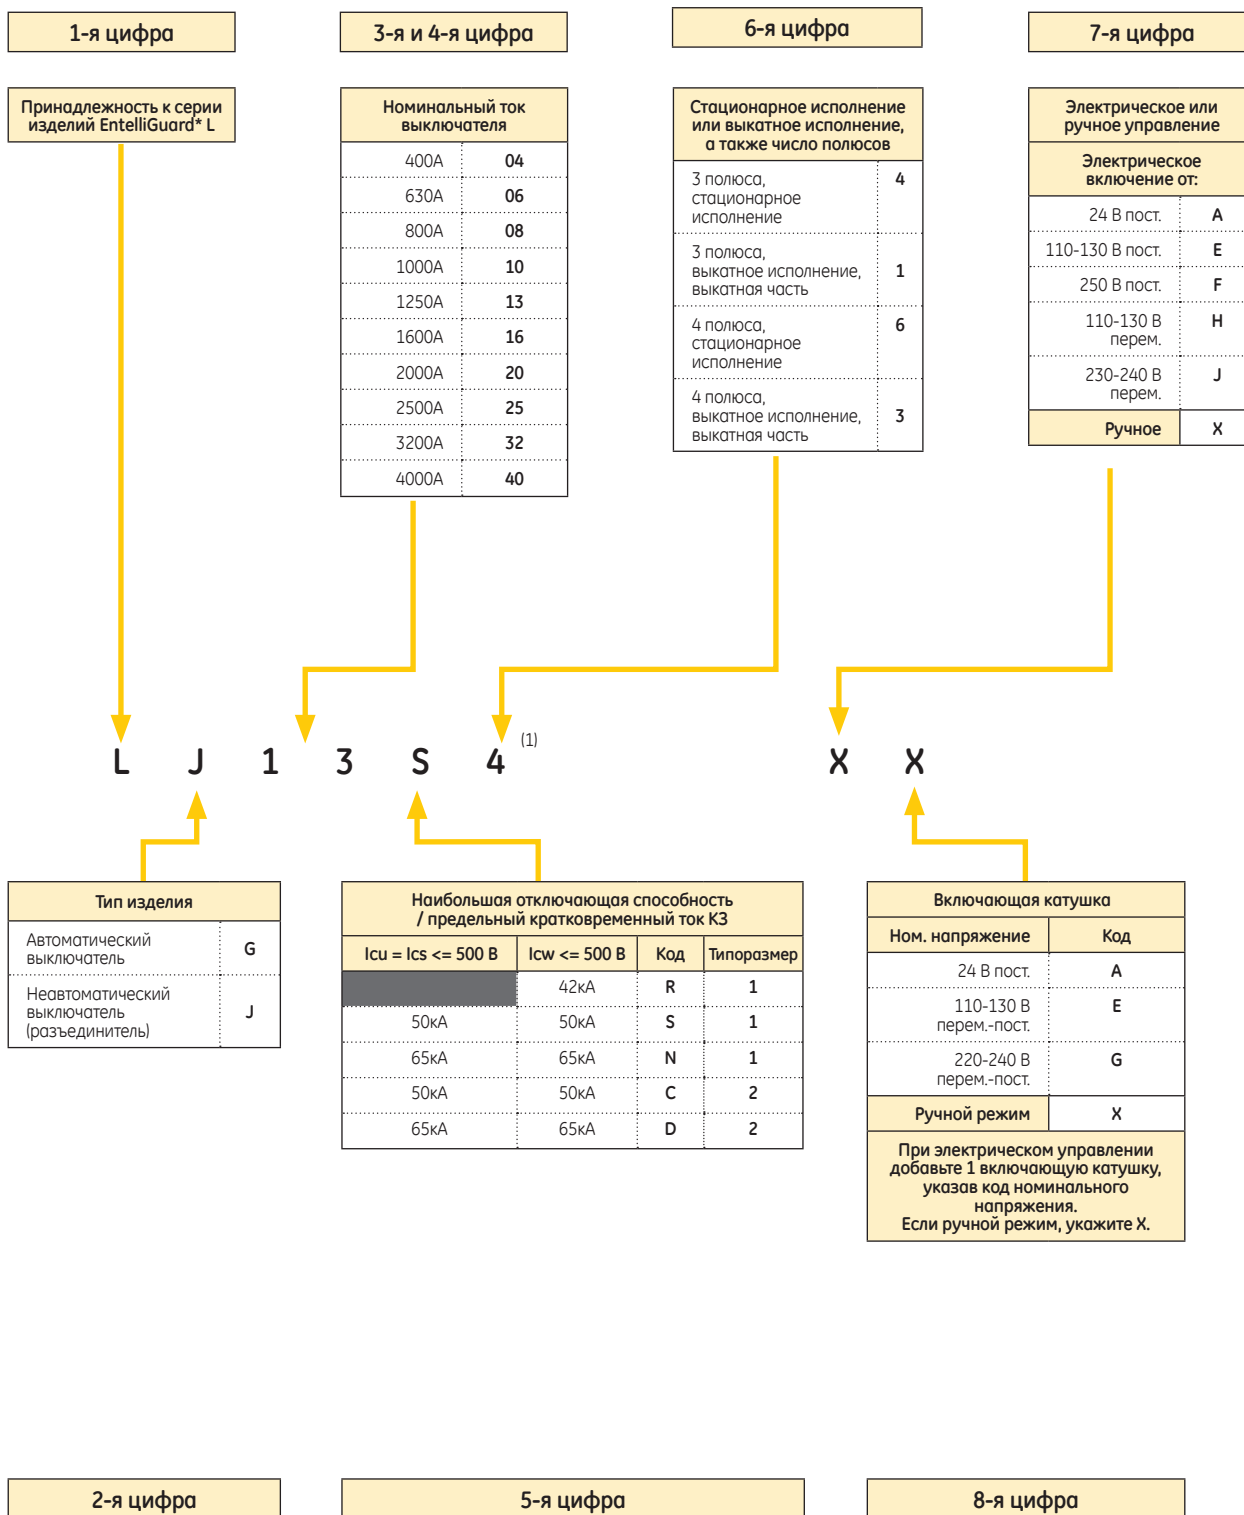 1-я цифра
3-я и 4-я цифра
6-я цифра
7-я цифра
Принадлежность к серии
изделий EntelliGuard* L
Номинальный ток
выключателя
400A 04
630A 06
800A 08
1000A 10
1250A 13
1600A 16
2000A 20
2500A 25
3200A 32
4000A 40
Стационарное исполнение
или выкатное исполнение,
а также число полюсов
3 полюса,
стационарное
исполнение
4
3 полюса,
выкатное исполнение,
выкатная часть
1
4 полюса,
стационарное
исполнение
6
4 полюса,
выкатное исполнение,
выкатная часть
3
Электрическое или
ручное управление
Электрическое
включение от:
24 В пост. A
110-130 В пост. E
250 В пост. F
110-130 В
перем.
H
230-240 В
перем.
J
Ручное X
L J 1 3 S 4 (1) X X
Тип изделия
Автоматический
выключатель
G
Неавтоматический
выключатель
(разъединитель)
J
Наибольшая отключающая способность
/ предельный кратковременный ток КЗ
Icu = Ics <= 500 В Icw <= 500 В Код Типоразмер
42кА R 1
50кА 50кА S 1
65кА 65кА N 1
50кА 50кА C 2
65кА 65кА D 2
Включающая катушка
Ном. напряжение Код
24 В пост. A
110-130 В
перем.-пост.
E
220-240 В
перем.-пост.
G
Ручной режим X
При электрическом управлении
добавьте 1 включающую катушку,
указав код номинального
напряжения.
Если ручной режим, укажите X.
2-я цифра
5-я цифра
8-я цифра